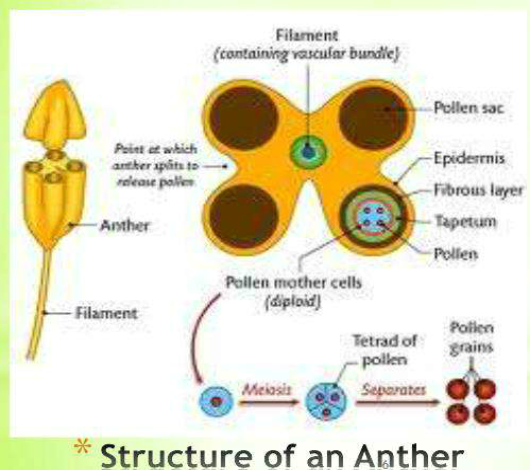 Filament
(containing vascular bundle)
Pollen sac
Point at which
anther splits to
release pollen
Epidermis
Fibrous layer
Tapetum
Pollen
Anther
Filament
Pollen mother cells
(diploid)
Meiosis
Tetrad of
pollen
Separates
Pollen
grains
* Structure of an Anther
6